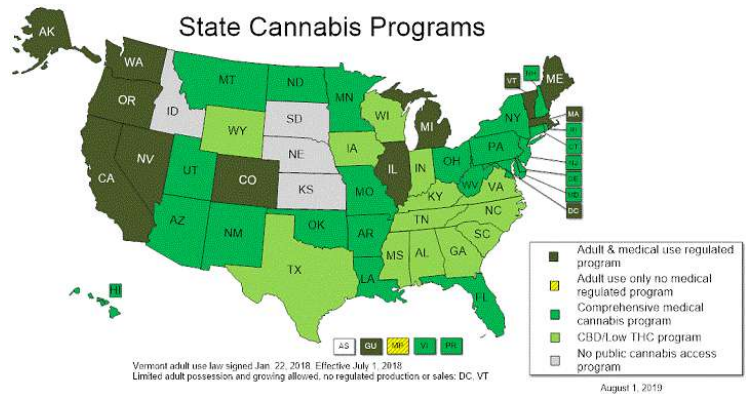 State Cannabis Programs
AK
WA
OR
CA
NV
ID
MT
WY
UT
CO
AZ
NM
ND
SD
NE
KS
OK
TX
MN
IA
MO
AR
LA
WI
IL
MI
IN
OH
KY
TN
MS
AL
GA
FL
SC
NC
VA
WV
PA
NY
VT
NH
ME
MA
RI
CT
NJ
DE
MD
DC
HI
AS
GU
MP
VI
PR
Adult & medical use regulated
program
Adult use only no medical
regulated program
Comprehensive medical
cannabis program
CBD/Low THC program
No public cannabis access
program
Vermont adult use law signed Jan. 22, 2018. Effective July 1, 2018
Limited adult possession and growing allowed, no regulated production or sales: DC, VT
August 1, 2019